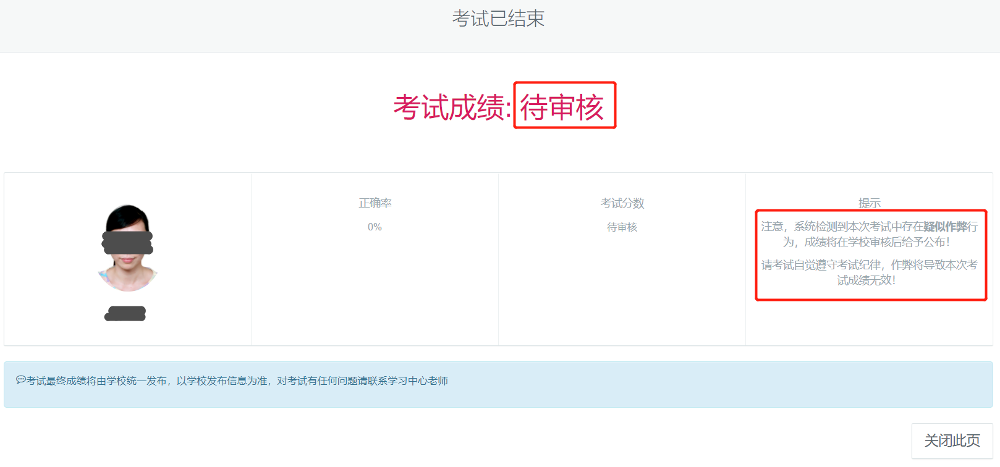 考试已结束
考试成绩: 待审核
正确率
0%
考试分数
待审核
提示
注意，系统检测到本次考试中存在疑似作弊行
为，成绩将在学校审核后给予公布！
请考试自觉遵守考试纪律，作弊将导致本次考
试成绩无效！
考试最终成绩将由学校统一发布，以学校发布信息为准，对考试有任何问题请联系学习中心老师
关闭此页